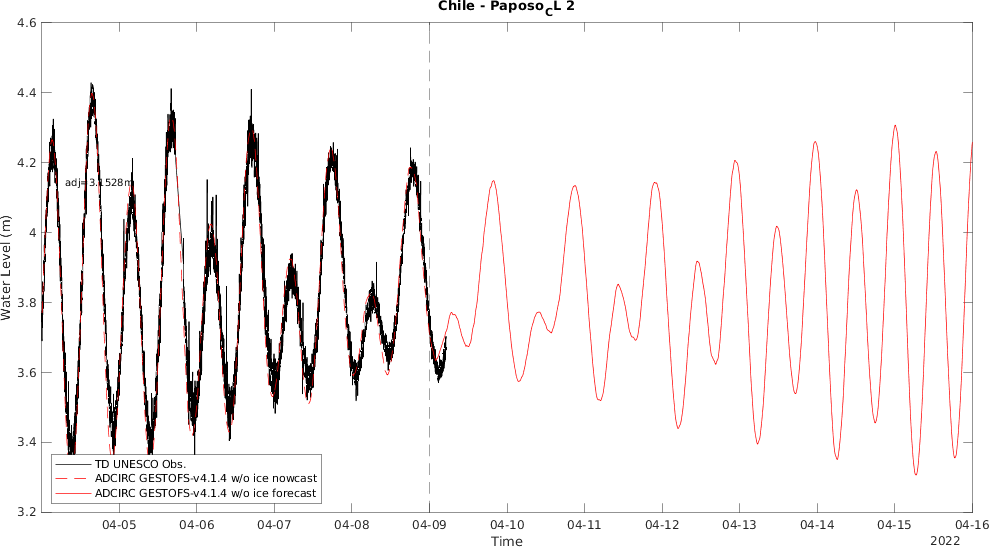 Chile - Paposo_CL 2
4.6
4.4
4.2
4
3.8
3.6
3.4
3.2
Water Level (m)
adj=3.1528m
TD UNESCO Obs.
ADCIRC GESTOFS-v4.1.4 w/o ice nowcast
ADCIRC GESTOFS-v4.1.4 w/o ice forecast
04-05 04-06 04-07 04-08 04-09 04-10 04-11 04-12 04-13 04-14 04-15 04-16
Time
2022